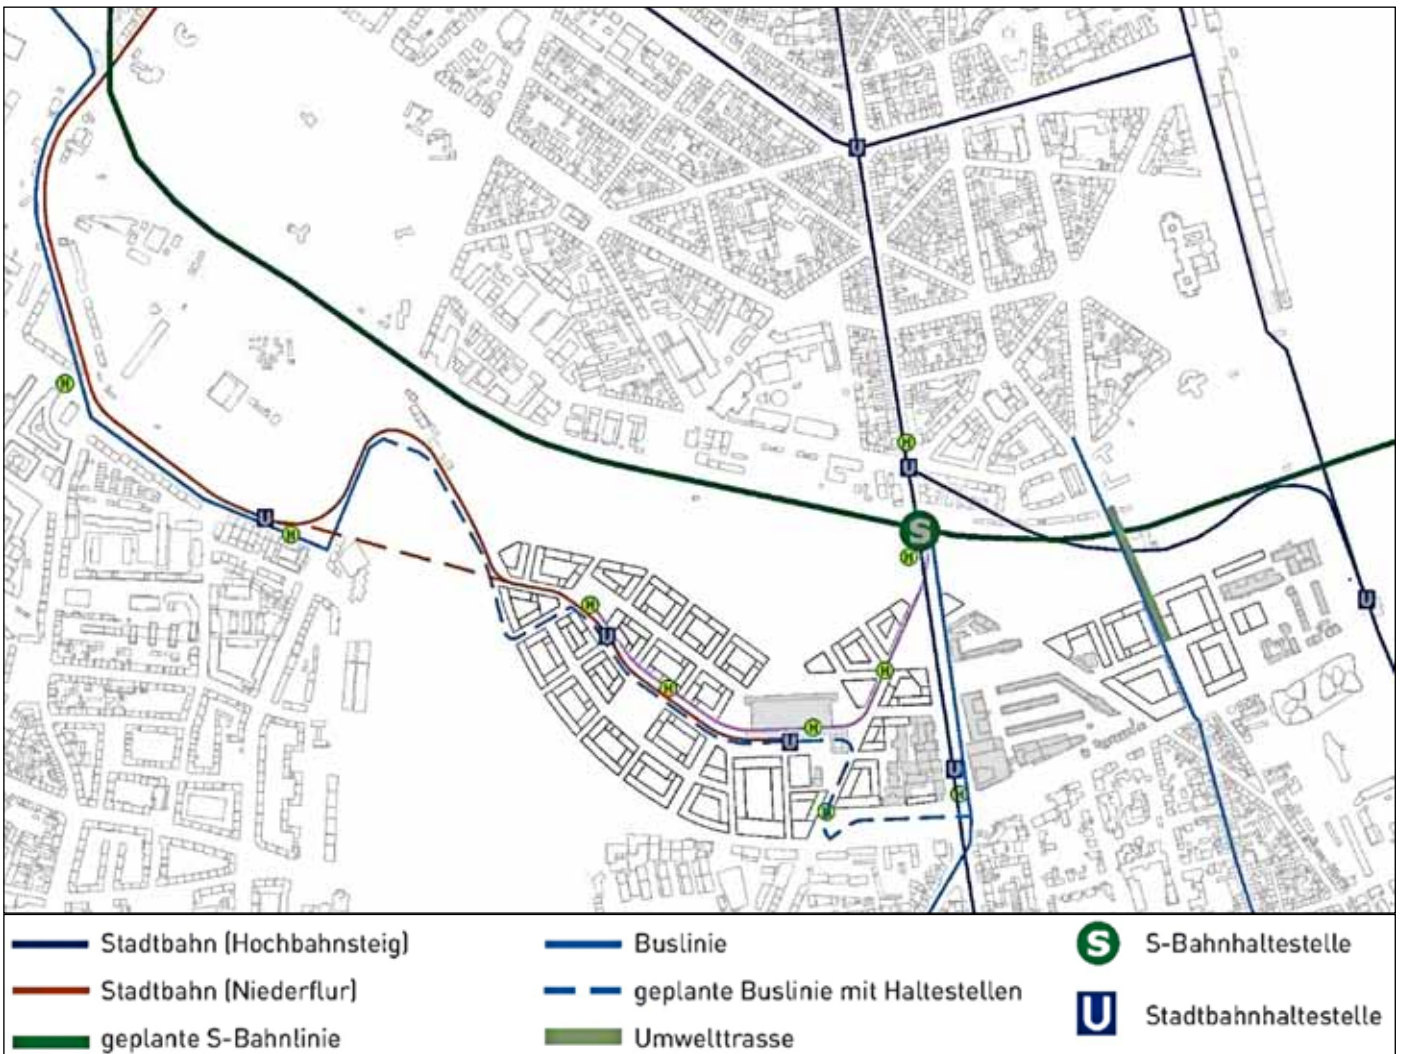 U
U
H
H
U
S
U
H
H
U
H
U
H
H
H
U
U
H
H
Stadtbahn (Hochbahnsteig)
Buslinie
S S-Bahnhaltestelle
Stadtbahn (Niederflur)
geplante Buslinie mit Haltestellen
U Stadtbahnhaltestelle
geplante S-Bahnlinie
Umwelttrasse